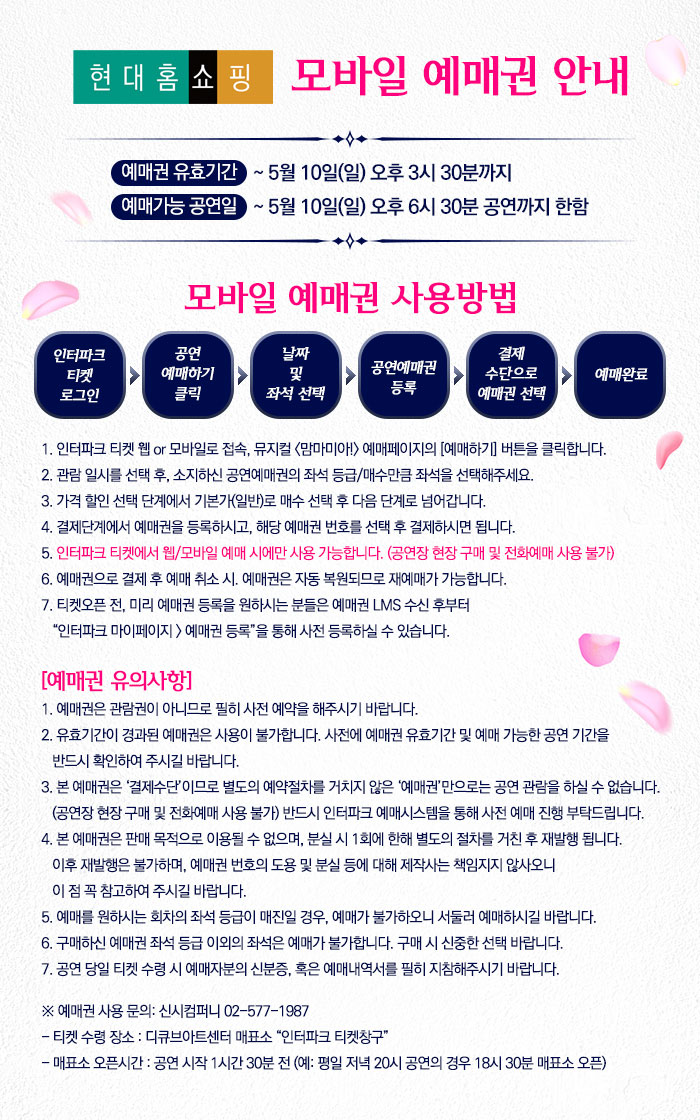 현대홈쇼핑 모바일 예매권 안내
예매권 유효기간 ~ 5월 10일(일) 오후 3시 30분까지
예매가능 공연일 ~ 5월 10일(일) 오후 6시 30분 공연까지 한함
모바일 예매권 사용방법
인터파크
티켓
로그인
공연
예매하기
클릭
날짜
및
좌석 선택
공연예매권
등록
결제
수단으로
예매권 선택
예매완료
1. 인터파크 티켓 웹 or 모바일로 접속, 뮤지컬 <맘마미아!> 예매페이지의 [예매하기] 버튼을 클릭합니다.
2. 관람 일시를 선택 후, 소지하신 공연예매권의 좌석 등급/매수만큼 좌석을 선택해주세요.
3. 가격 할인 선택 단계에서 기본가(일반)로 매수 선택 후 다음 단계로 넘어갑니다.
4. 결제단계에서 예매권을 등록하시고, 해당 예매권 번호를 선택 후 결제하시면 됩니다.
5. 인터파크 티켓에서 웹/모바일 예매 시에만 사용 가능합니다. (공연장 현장 구매 및 전화예매 사용 불가)
6. 예매권으로 결제 후 예매 취소 시. 예매권은 자동 복원되므로 재예매가 가능합니다.
7. 티켓오픈 전, 미리 예매권 등록을 원하시는 분들은 예매권 LMS 수신 후부터
“인터파크 마이페이지 > 예매권 등록”을 통해 사전 등록하실 수 있습니다.
[예매권 유의사항]
1. 예매권은 관람권이 아니므로 필히 사전 예약을 해주시기 바랍니다.
2. 유효기간이 경과된 예매권은 사용이 불가합니다. 사전에 예매권 유효기간 및 예매 가능한 공연 기간을
반드시 확인하여 주시길 바랍니다.
3. 본 예매권은 ‘결제수단’이므로 별도의 예약절차를 거치지 않은 ‘예매권’만으로는 공연 관람을 하실 수 없습니다.
(공연장 현장 구매 및 전화예매 사용 불가) 반드시 인터파크 예매시스템을 통해 사전 예매 진행 부탁드립니다.
4. 본 예매권은 판매 목적으로 이용될 수 없으며, 분실 시 1회에 한해 별도의 절차를 거친 후 재발행 됩니다.
이후 재발행은 불가하며, 예매권 번호의 도용 및 분실 등에 대해 제작사는 책임지지 않사오니
이 점 꼭 참고하여 주시길 바랍니다.
5. 예매를 원하시는 회차의 좌석 등급이 매진일 경우, 예매가 불가하오니 서둘러 예매하시길 바랍니다.
6. 구매하신 예매권 좌석 등급 이외의 좌석은 예매가 불가합니다. 구매 시 신중한 선택 바랍니다.
7. 공연 당일 티켓 수령 시 예매자분의 신분증, 혹은 예매내역서를 필히 지참해주시기 바랍니다.
※ 예매권 사용 문의: 신시컴퍼니 02-577-1987
- 티켓 수령 장소 : 디큐브아트센터 매표소 “인터파크 티켓창구”
- 매표소 오픈시간 : 공연 시작 1시간 30분 전 (예: 평일 저녁 20시 공연의 경우 18시 30분 매표소 오픈)